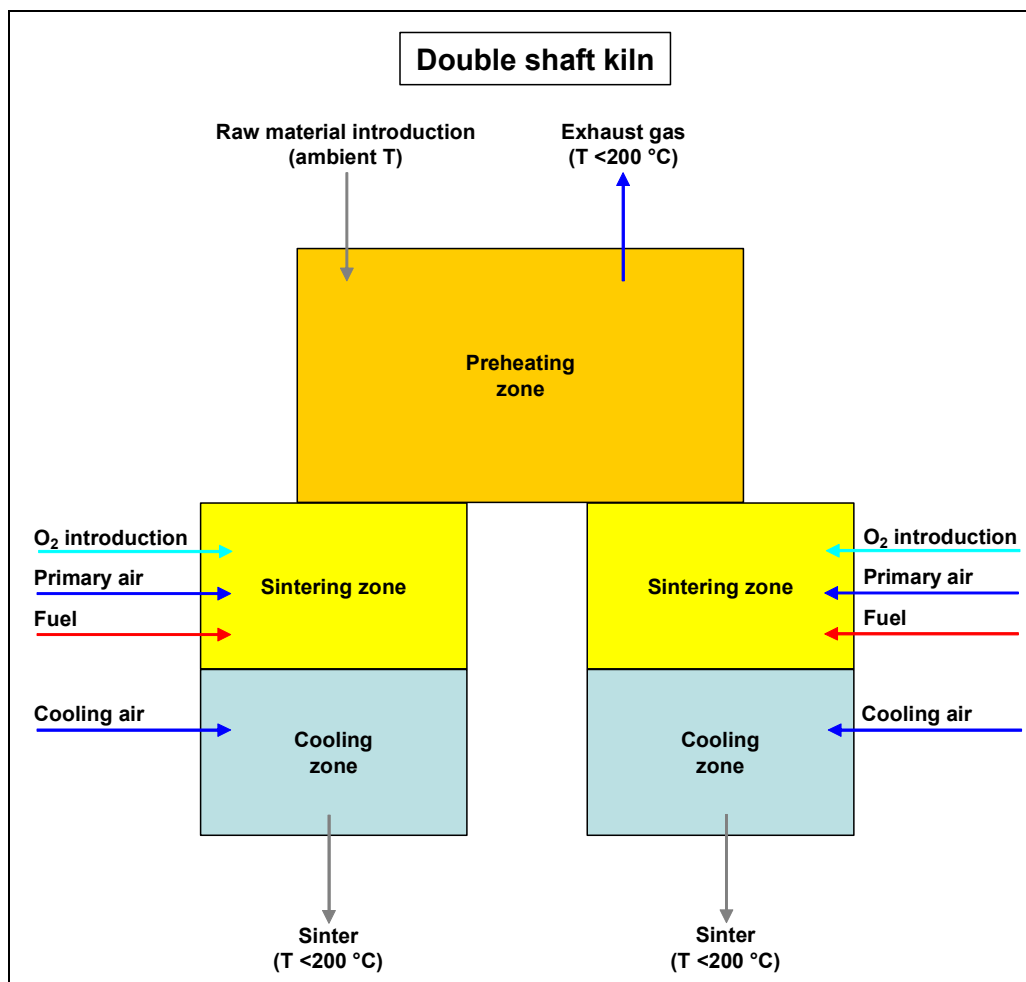 Double shaft kiln
Raw material introduction
(ambient T)
Exhaust gas
(T <200 °C)
Preheating
zone
O₂ introduction
Primary air
Fuel
Sintering zone
Sintering zone
O₂ introduction
Primary air
Fuel
Cooling air
Cooling
zone
Cooling
zone
Cooling air
Sinter
(T <200 °C)
Sinter
(T <200 °C)